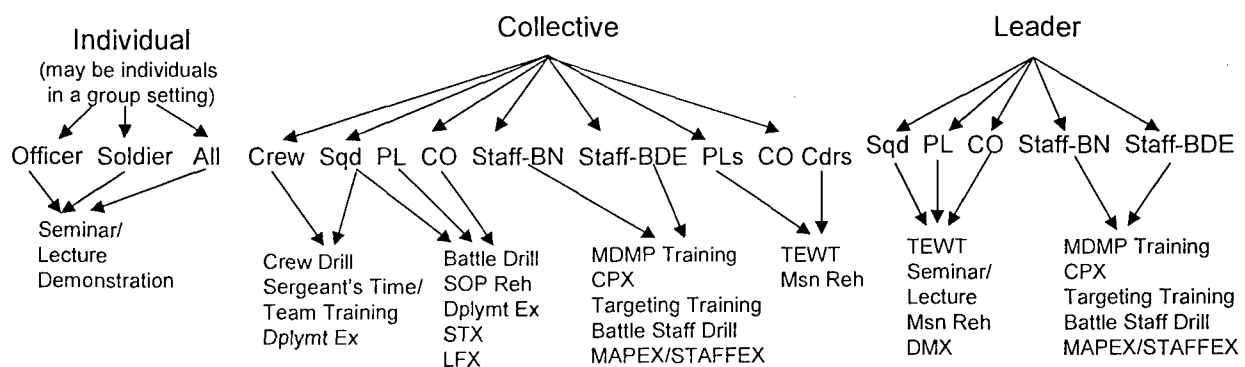 Individual
(may be individuals
in a group setting)
Officer Soldier All
Seminar/
Lecture
Demonstration
Collective
Crew Sqd PL CO Staff-BN Staff-BDE PLs CO Cdrs
Crew Drill
Sergeant's Time/
Team Training
Dplymt Ex
Battle Drill
SOP Reh
Dplymt Ex
STX
LFX
MDMP Training
CPX
Targeting Training
Battle Staff Drill
MAPEX/STAFFEX
TEWT
Msn Reh
Leader
Sqd PL CO Staff-BN Staff-BDE
TEWT
Seminar/
Lecture
Msn Reh
DMX
MDMP Training
CPX
Targeting Training
Battle Staff Drill
MAPEX/STAFFEX